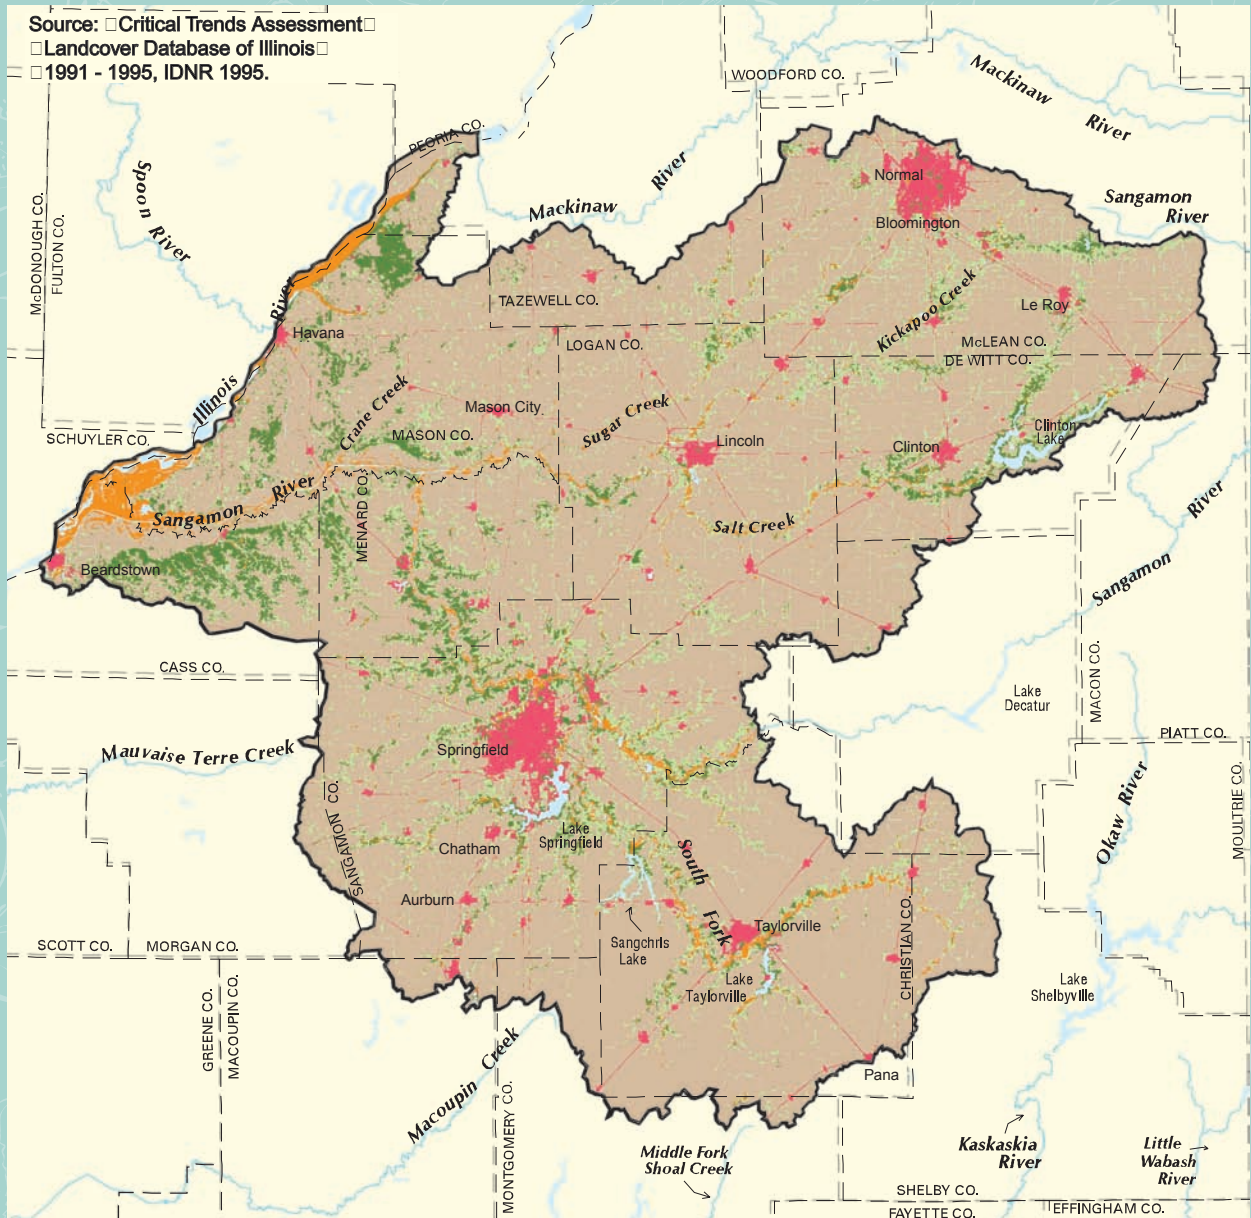 Source: □Critical Trends Assessment□
□Landcover Database of Illinois□
□1991 - 1995, IDNR 1995.
WOODFORD CO.
Mackinaw
River
PEORIA CO.
Spoon River
McDONOUGH CO.
FULTON CO.
River
Mackinaw
Normal
Bloomington
Sangamon
River
TAZEWELL CO.
Kickapoo Creek
Le Roy
Illinois
River
Havana
LOGAN CO.
McLEAN CO.
DE WITT CO.
Crane Creek
Mason City
Sugar Creek
SCHUYLER CO.
MASON CO.
Lincoln
Clinton
Clinton
Lake
Sangamon
River
MENARD CO.
Salt Creek
Beardstown
Sangamon
River
CASS CO.
Lake
Decatur
MACON CO.
PIATT CO.
Mauvaise Terre Creek
Springfield
Okaw River
MOULTRIE CO.
SANGAMON CO.
Lake
Springfield
Chatham
South
Fork
Aurburn
Taylorville
SCOTT CO.
MORGAN CO.
Sangchris
Lake
CHRISTIAN CO.
Lake
Taylorville
Lake
Shelbyville
GREENE CO.
MACOUPIN CO.
Macoupin Creek
Pana
MONTGOMERY CO.
Middle Fork
Shoal Creek
Kaskaskia
River
Little
Wabash
River
SHELBY CO.
FAYETTE CO.
EFFINGHAM CO.